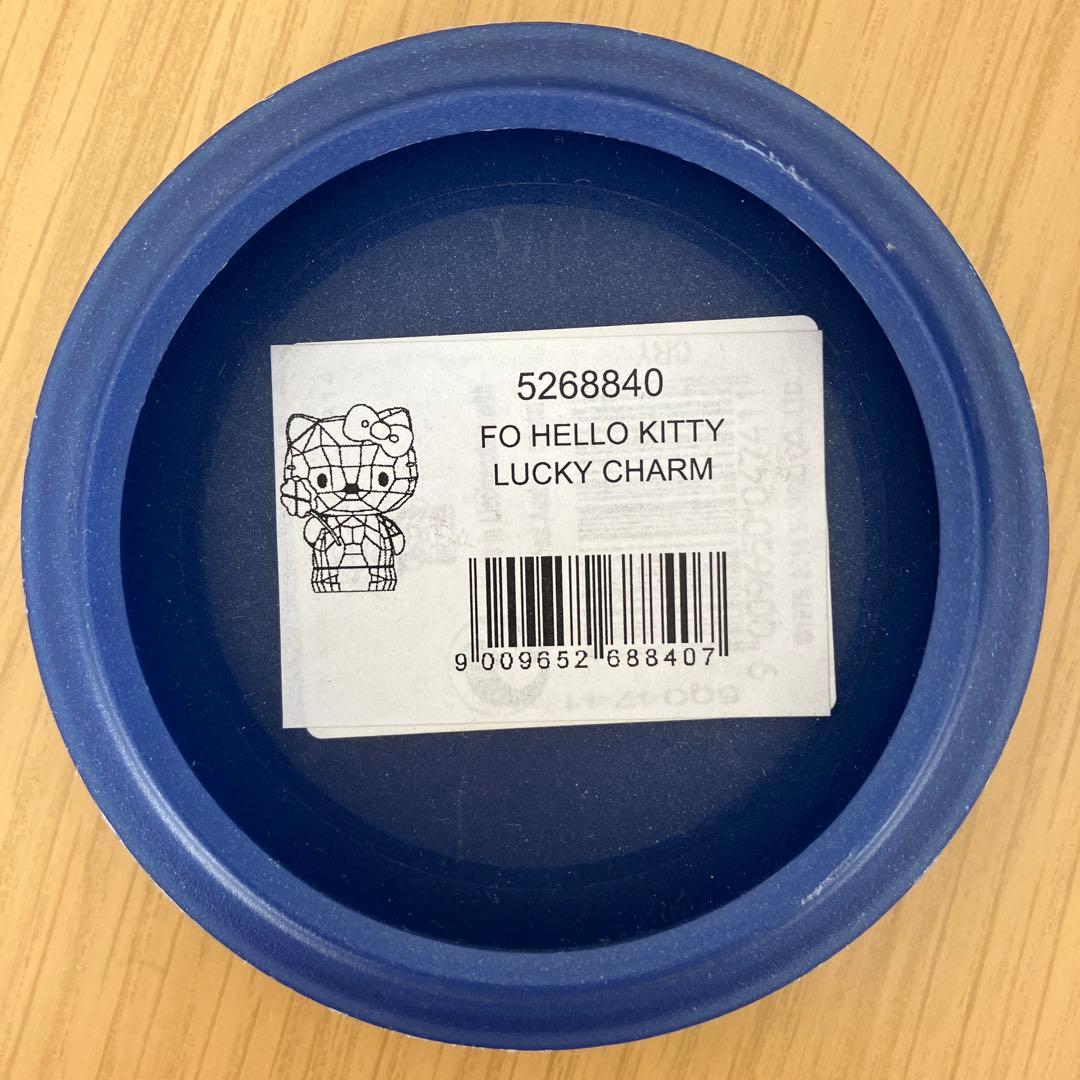 5268840
FO HELLO KITTY
LUCKY CHARM
9 009652 688407